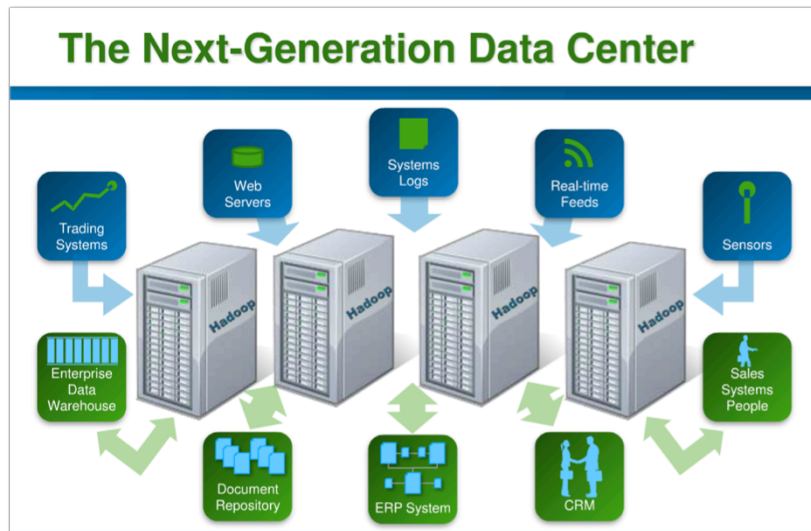 The Next-Generation Data Center
Trading
Systems
Web
Servers
Systems
Logs
Real-time
Feeds
Sensors
Hadoop
Hadoop
Hadoop
Hadoop
Enterprise
Data
Warehouse
Document
Repository
ERP System
CRM
Sales
Systems
People